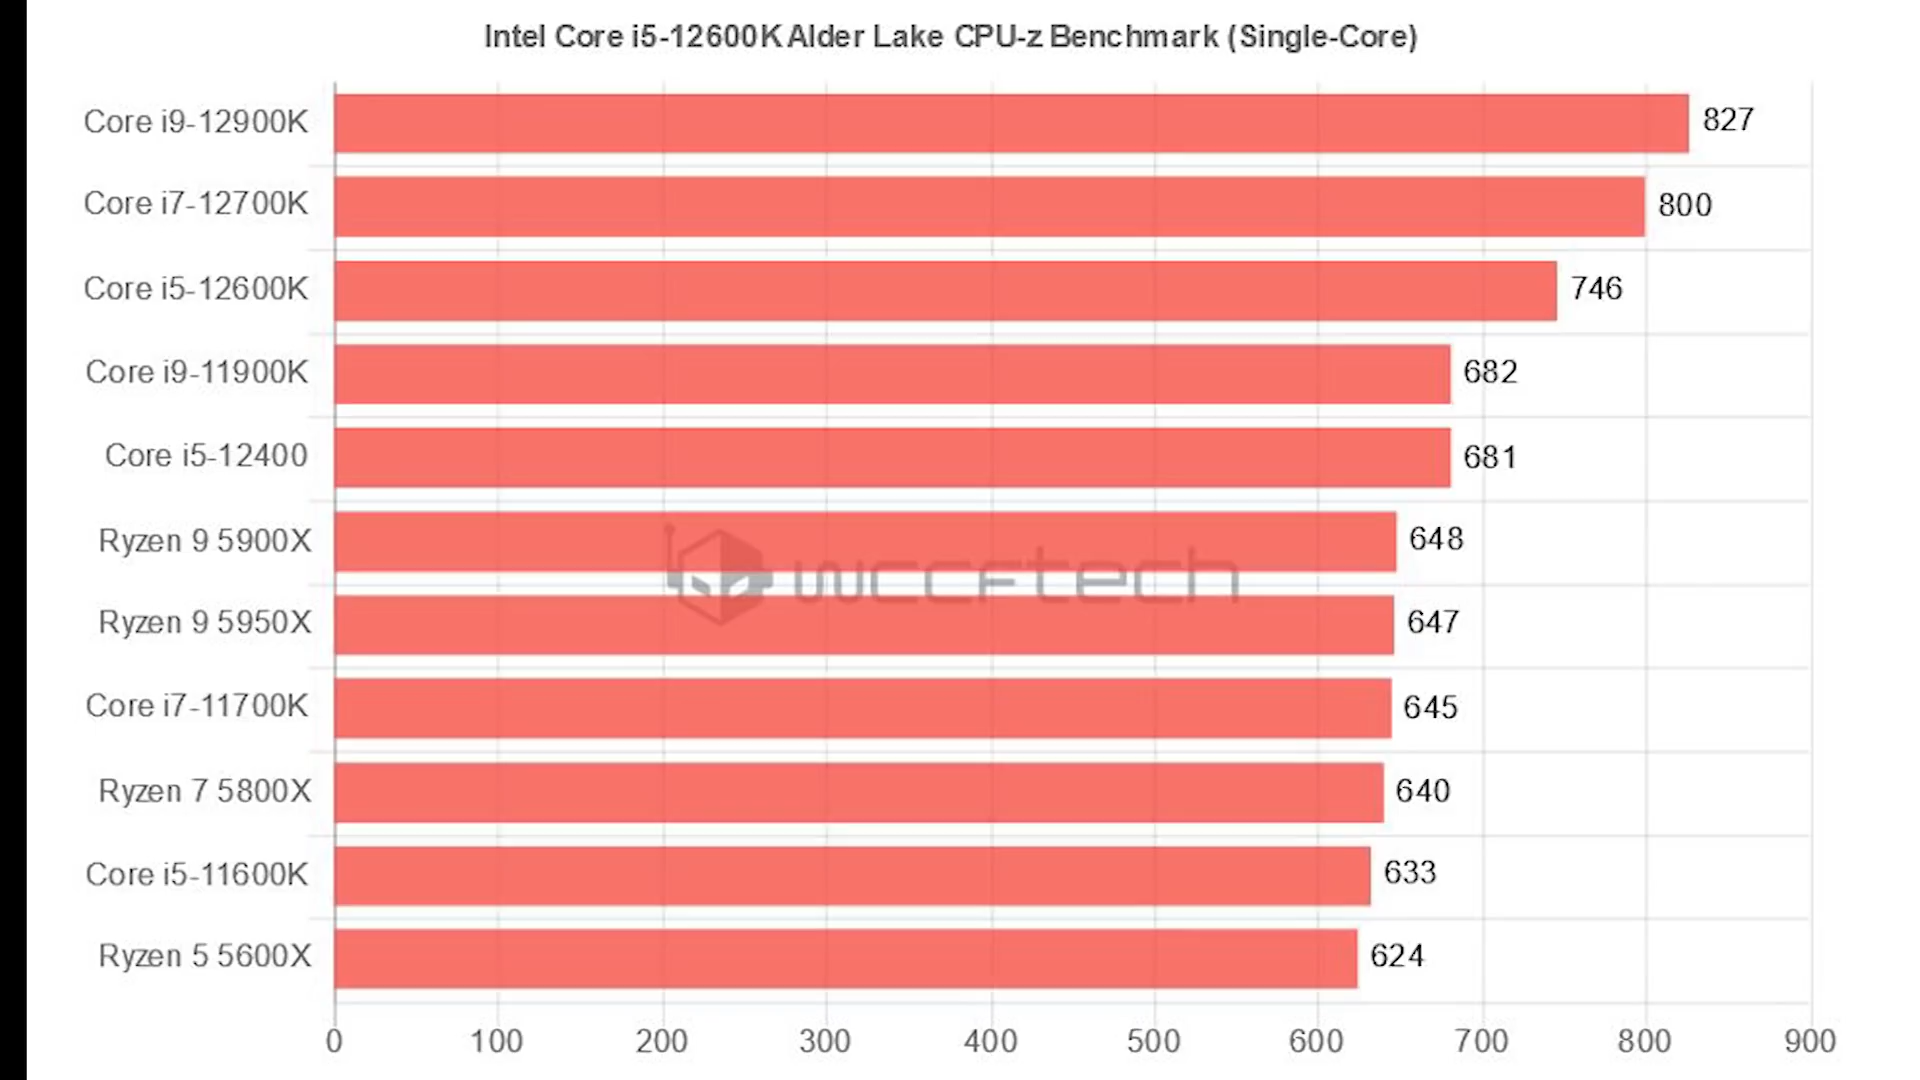 Intel Core i5-12600K Alder Lake CPU-z Benchmark (Single-Core)
Core i9-12900K 827
Core i7-12700K 800
Core i5-12600K 746
Core i9-11900K 682
Core i5-12400 681
Ryzen 9 5900X 648
wccftech
Ryzen 9 5950X 647
Core i7-11700K 645
Ryzen 7 5800X 640
Core i5-11600K 633
Ryzen 5 5600X 624
0 100 200 300 400 500 600 700 800 900